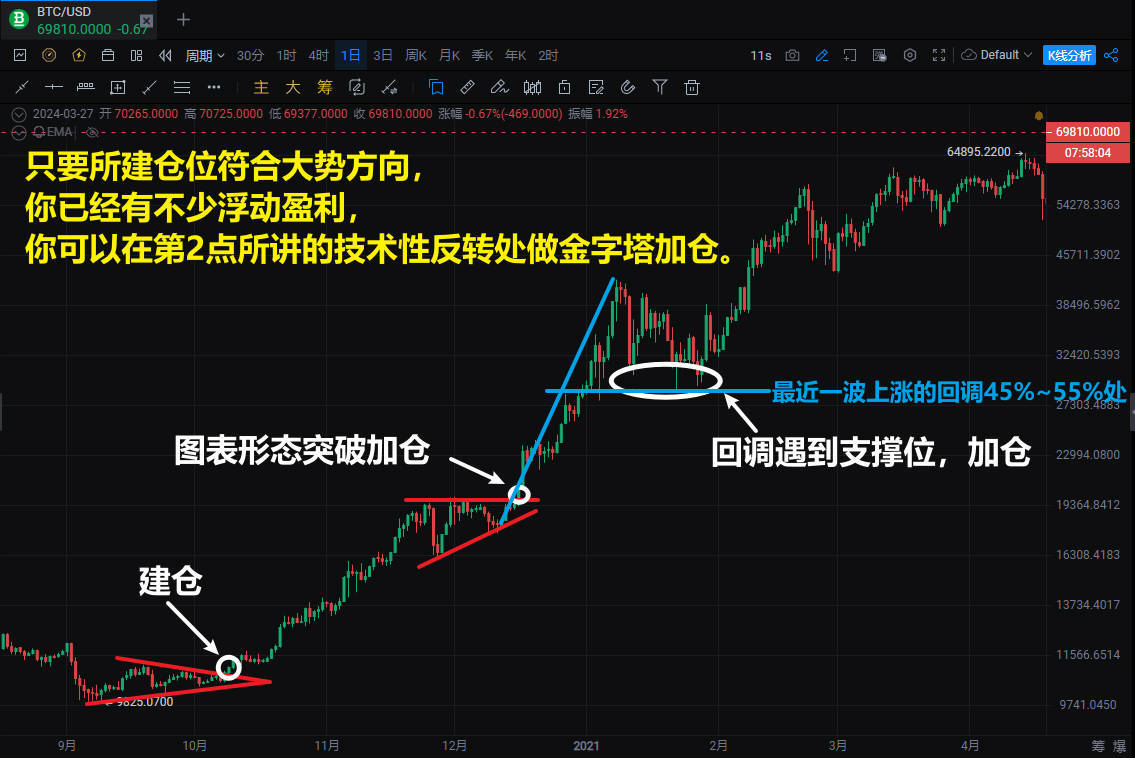 BTC/USD
69810.0000 -0.67
周期 30分 1时 4时 1日 3日 周K 月K 季K 年K 2时 11s Default K线分析
主 大 筹
2024-03-27 开 70265.0000 高 70725.0000 低 69377.0000 收 69810.0000 涨幅 -0.67%(-469.0000) 振幅 1.92%
EMA
69810.0000
07:58:04
64895.2200 →
只要所建仓位符合大势方向，
你已经有不少浮动盈利，
你可以在第2点所讲的技术性反转处做金字塔加仓。
54278.3363
45711.3902
38496.5962
32420.5393
最近一波上涨的回调45%~55%处
27303.4883
图表形态突破加仓
回调遇到支撑位，加仓
22994.0800
19364.8412
16308.4183
建仓
13734.4017
11566.6514
← 9825.0700
9741.0450
9月 10月 11月 12月 2021 2月 3月 4月 筹 爆